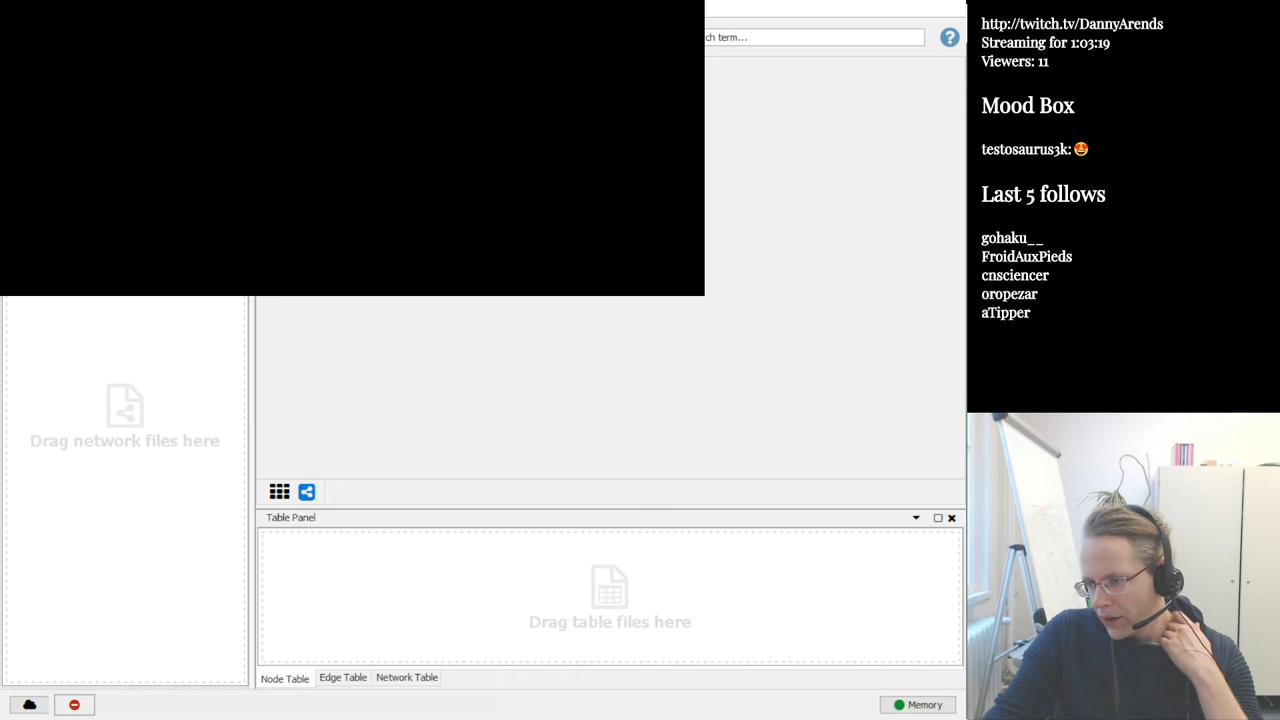 ch term...
http://twitch.tv/DannyArends
Streaming for 1:03:19
Viewers: 11
Mood Box
testosaurus3k: 🤩
Last 5 follows
gohaku__
FroidAuxPieds
cnsciencer
oropezar
aTipper
Drag network files here
Table Panel
Drag table files here
Node Table Edge Table Network Table
Memory